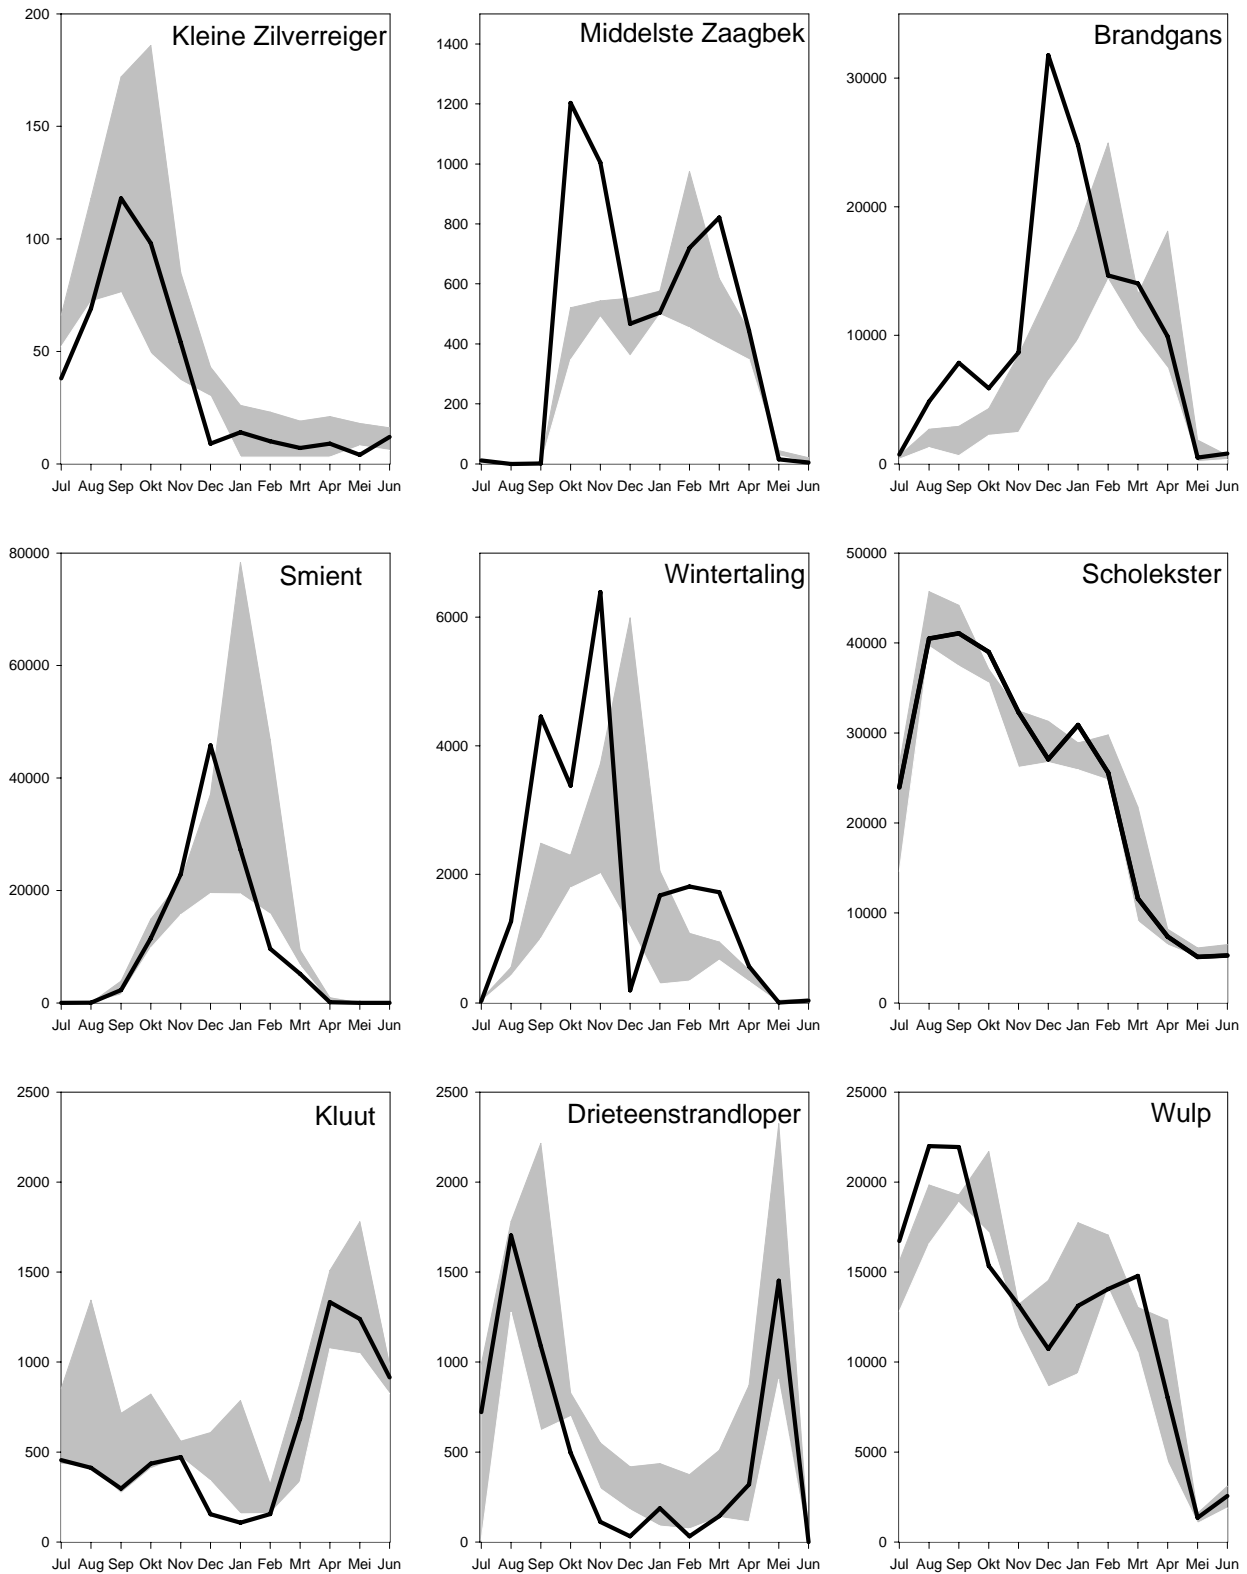 Kleine Zilverreiger
200
150
100
50
0
Jul Aug Sep Okt Nov Dec Jan Feb Mrt Apr Mei Jun
Middelste Zaagbek
1400
1200
1000
800
600
400
200
0
Jul Aug Sep Okt Nov Dec Jan Feb Mrt Apr Mei Jun
Brandgans
30000
20000
10000
0
Jul Aug Sep Okt Nov Dec Jan Feb Mrt Apr Mei Jun
Smient
80000
60000
40000
20000
0
Jul Aug Sep Okt Nov Dec Jan Feb Mrt Apr Mei Jun
Wintertaling
6000
4000
2000
0
Jul Aug Sep Okt Nov Dec Jan Feb Mrt Apr Mei Jun
Scholekster
50000
40000
30000
20000
10000
0
Jul Aug Sep Okt Nov Dec Jan Feb Mrt Apr Mei Jun
Kluut
2500
2000
1500
1000
500
0
Jul Aug Sep Okt Nov Dec Jan Feb Mrt Apr Mei Jun
Drieteenstrandloper
2500
2000
1500
1000
500
0
Jul Aug Sep Okt Nov Dec Jan Feb Mrt Apr Mei Jun
Wulp
25000
20000
15000
10000
5000
0
Jul Aug Sep Okt Nov Dec Jan Feb Mrt Apr Mei Jun